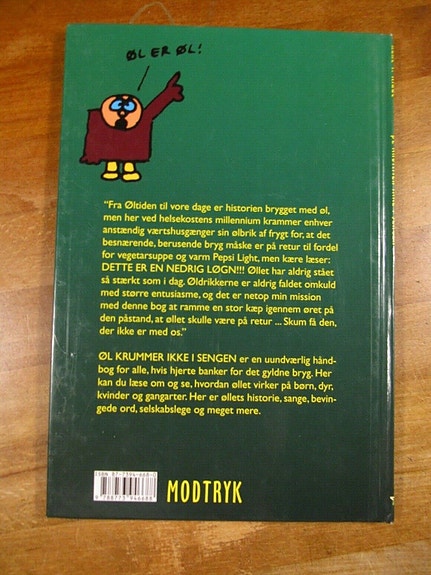 ØL ER ØL!
"Fra Øltiden til vore dage er historien brygget med øl,
men her ved helsekostens millennium krammer enhver
anstændig værtshusgænger sin ølbrik af frygt for, at det
besnærende, berusende bryg måske er på retur til fordel
for vegetarsuppe og varm Pepsi Light, men kære læser:
DETTE ER EN NEDRIG LØGN!!! Øllet har aldrig stået
så stærkt som i dag. Øldrikkerne er aldrig faldet omkuld
med større entusiasme, og det er netop min mission
med denne bog at ramme en stor kæp igennem øret på
den påstand, at øllet skulle være på retur ... Skum få den,
der ikke er med os."
ØL KRUMMER IKKE I SENGEN er en uundværlig hånd-
bog for alle, hvis hjerte banker for det gyldne bryg. Her
kan du læse om og se, hvordan øllet virker på børn, dyr,
kvinder og gangarter. Her er øllets historie, sange, bevin-
gede ord, selskabslege og meget mere.
MODTRYK